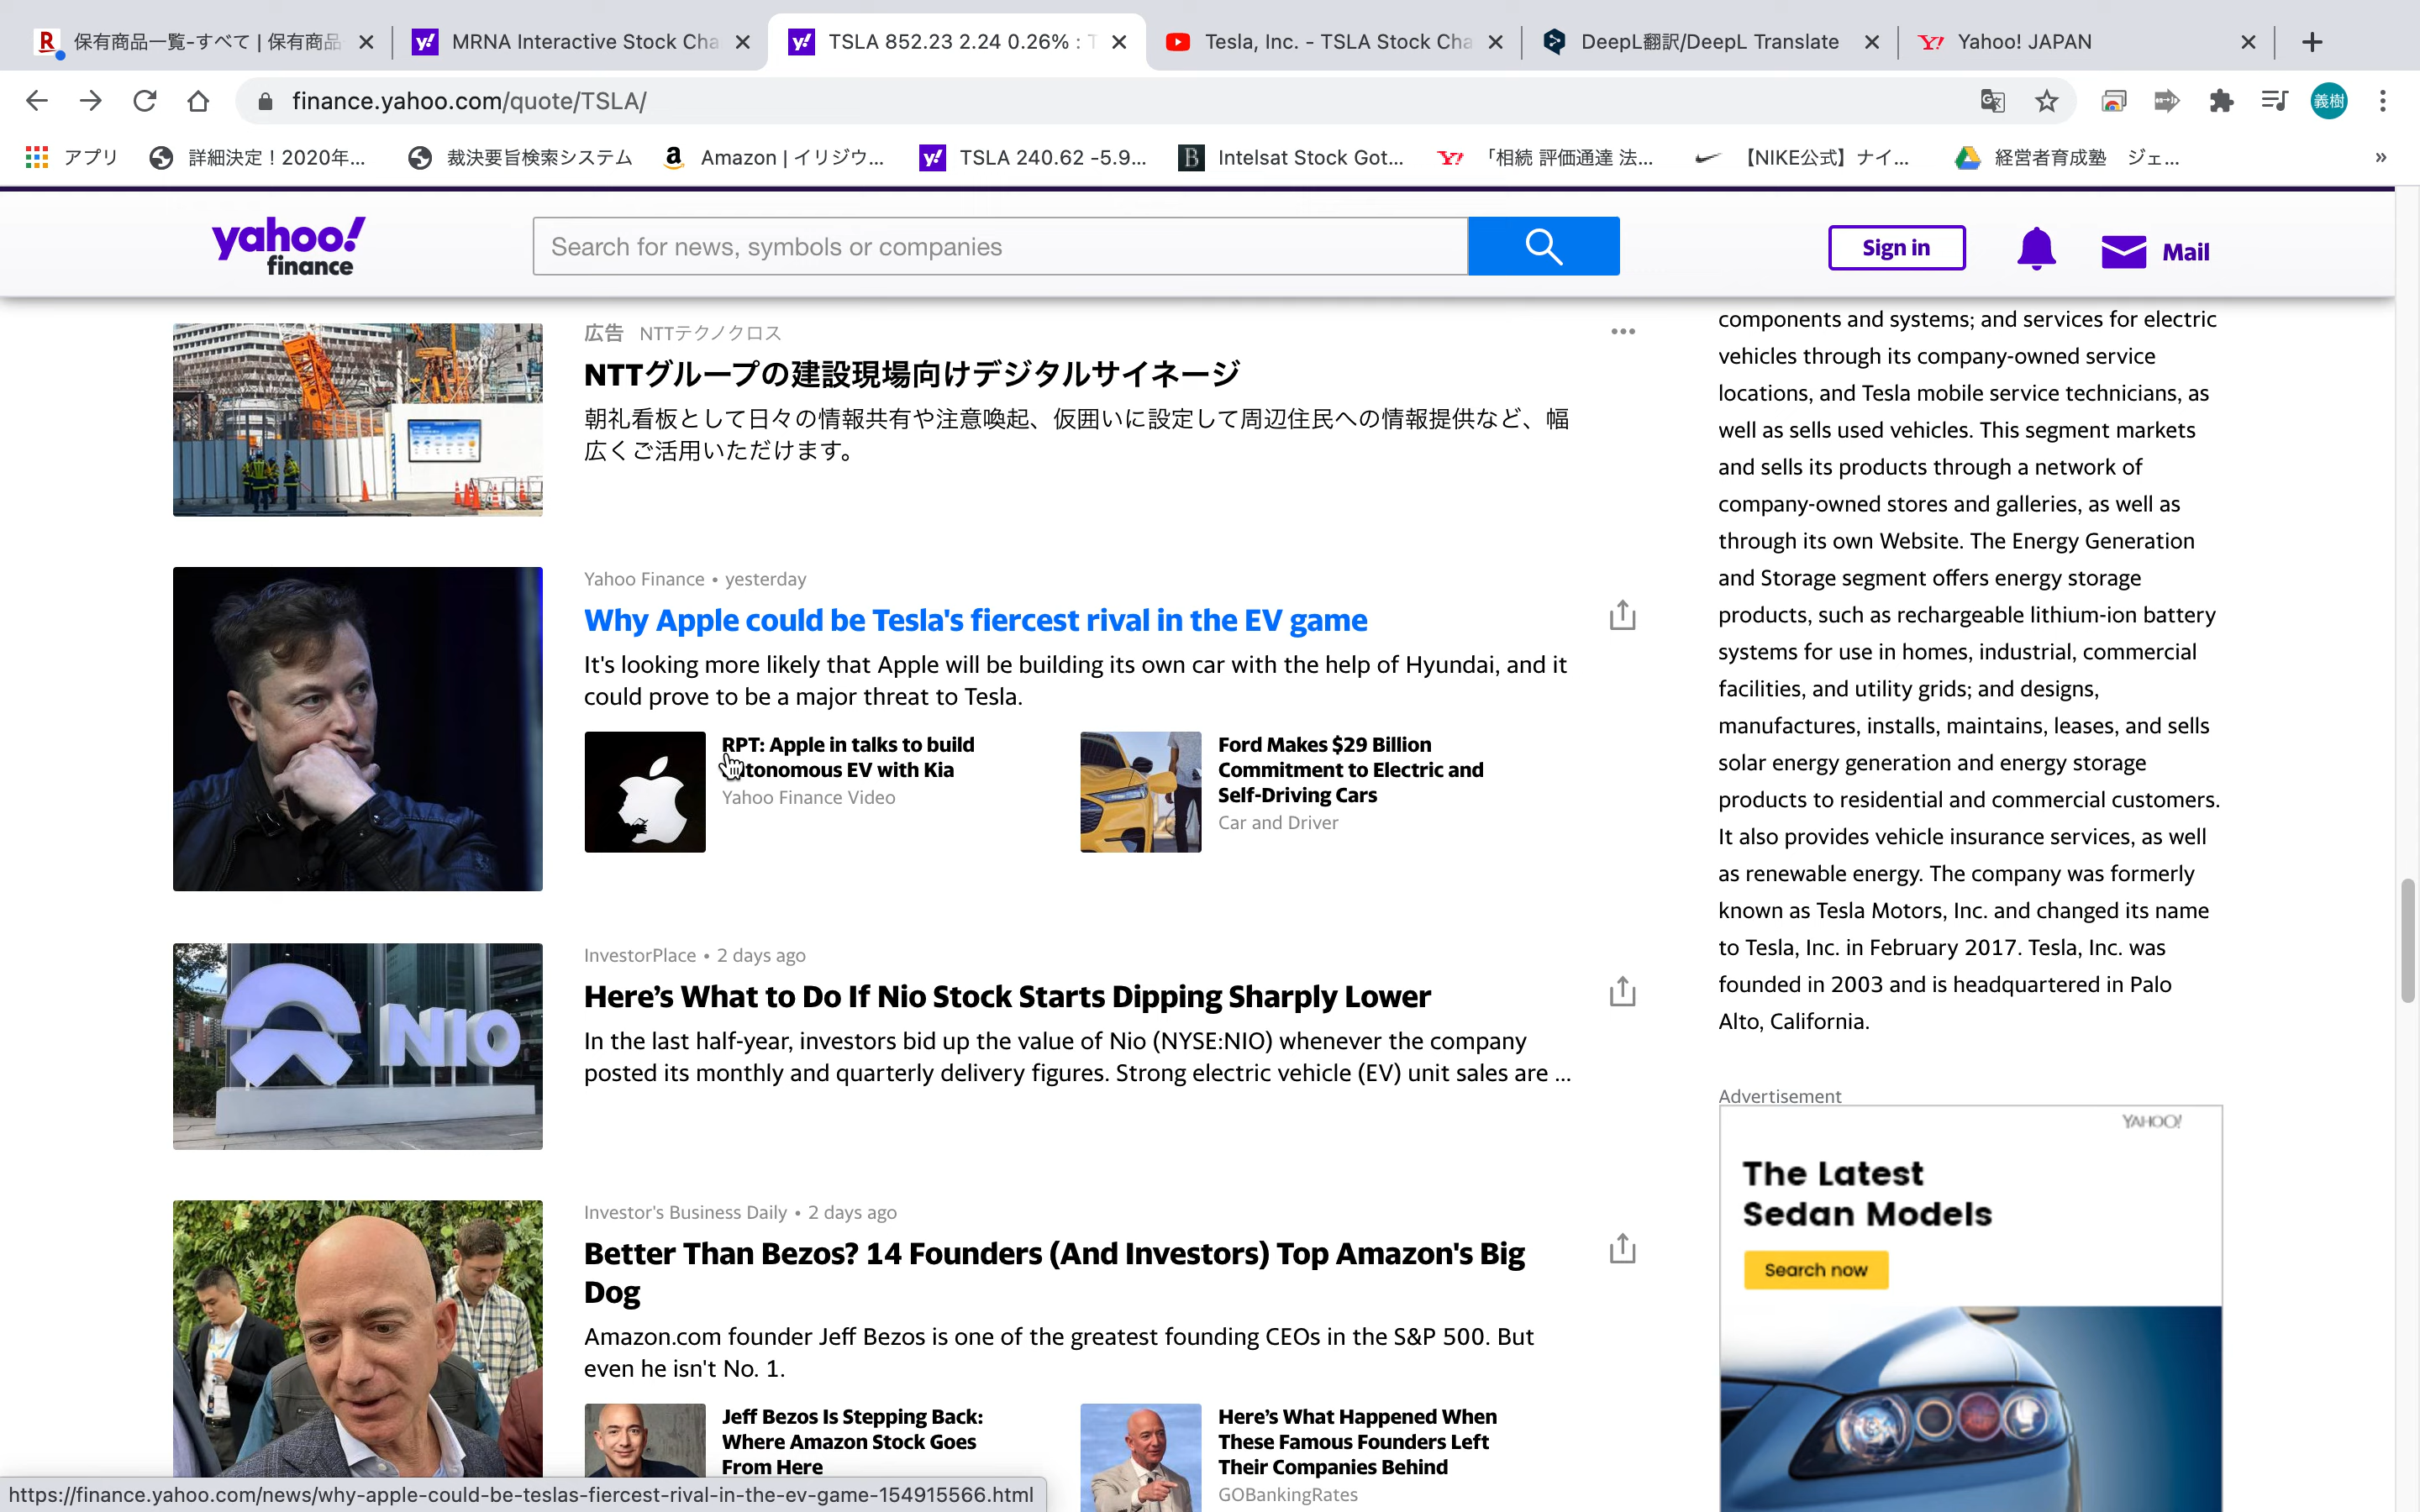 保有商品一覧-すべて | 保有商品
MRNA Interactive Stock Cha
TSLA 852.23 2.24 0.26% : T
Tesla, Inc. - TSLA Stock Cha
DeepL翻訳/DeepL Translate
Yahoo! JAPAN
finance.yahoo.com/quote/TSLA/
義樹
アプリ
詳細決定！2020年...
裁決要旨検索システム
Amazon | イリジウ...
TSLA 240.62 -5.9...
Intelsat Stock Got...
「相続 評価通達 法...
【NIKE公式】ナイ...
経営者育成塾 ジェ...
»
yahoo!
finance
Search for news, symbols or companies
Sign in
Mail
広告 NTTテクノクロス
NTTグループの建設現場向けデジタルサイネージ
朝礼看板として日々の情報共有や注意喚起、仮囲いに設定して周辺住民への情報提供など、幅
広くご活用いただけます。
Yahoo Finance • yesterday
Why Apple could be Tesla's fiercest rival in the EV game
It's looking more likely that Apple will be building its own car with the help of Hyundai, and it
could prove to be a major threat to Tesla.
RPT: Apple in talks to build
utonomous EV with Kia
Yahoo Finance Video
Ford Makes $29 Billion
Commitment to Electric and
Self-Driving Cars
Car and Driver
NIO
InvestorPlace • 2 days ago
Here’s What to Do If Nio Stock Starts Dipping Sharply Lower
In the last half-year, investors bid up the value of Nio (NYSE:NIO) whenever the company
posted its monthly and quarterly delivery figures. Strong electric vehicle (EV) unit sales are ...
Investor's Business Daily • 2 days ago
Better Than Bezos? 14 Founders (And Investors) Top Amazon's Big
Dog
Amazon.com founder Jeff Bezos is one of the greatest founding CEOs in the S&P 500. But
even he isn't No. 1.
Jeff Bezos Is Stepping Back:
Where Amazon Stock Goes
From Here
Here’s What Happened When
These Famous Founders Left
Their Companies Behind
GOBankingRates
components and systems; and services for electric
vehicles through its company-owned service
locations, and Tesla mobile service technicians, as
well as sells used vehicles. This segment markets
and sells its products through a network of
company-owned stores and galleries, as well as
through its own Website. The Energy Generation
and Storage segment offers energy storage
products, such as rechargeable lithium-ion battery
systems for use in homes, industrial, commercial
facilities, and utility grids; and designs,
manufactures, installs, maintains, leases, and sells
solar energy generation and energy storage
products to residential and commercial customers.
It also provides vehicle insurance services, as well
as renewable energy. The company was formerly
known as Tesla Motors, Inc. and changed its name
to Tesla, Inc. in February 2017. Tesla, Inc. was
founded in 2003 and is headquartered in Palo
Alto, California.
Advertisement
YAHOO!
The Latest
Sedan Models
Search now
https://finance.yahoo.com/news/why-apple-could-be-teslas-fiercest-rival-in-the-ev-game-154915566.html